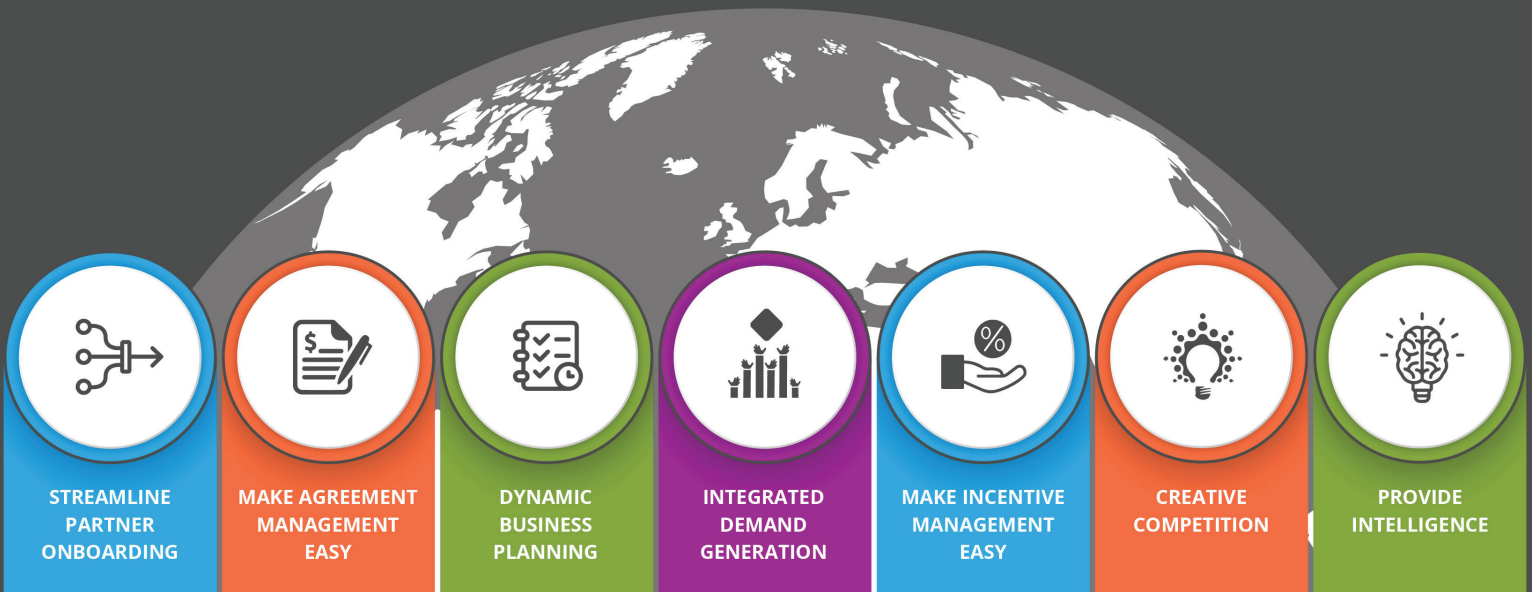 $
%
STREAMLINE
PARTNER
ONBOARDING
MAKE AGREEMENT
MANAGEMENT
EASY
DYNAMIC
BUSINESS
PLANNING
INTEGRATED
DEMAND
GENERATION
MAKE INCENTIVE
MANAGEMENT
EASY
CREATIVE
COMPETITION
PROVIDE
INTELLIGENCE